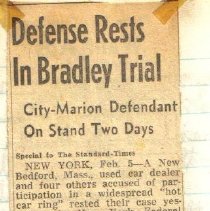 Defense Rests
In Bradley Trial
City-Marion Defendant
On Stand Two Days
Special to The Standard-Times
NEW YORK, Feb. 5—A New
Bedford, Mass., used car dealer
and four others accused of par-
ticipation in a widespread "hot
car ring" rested their case yes-